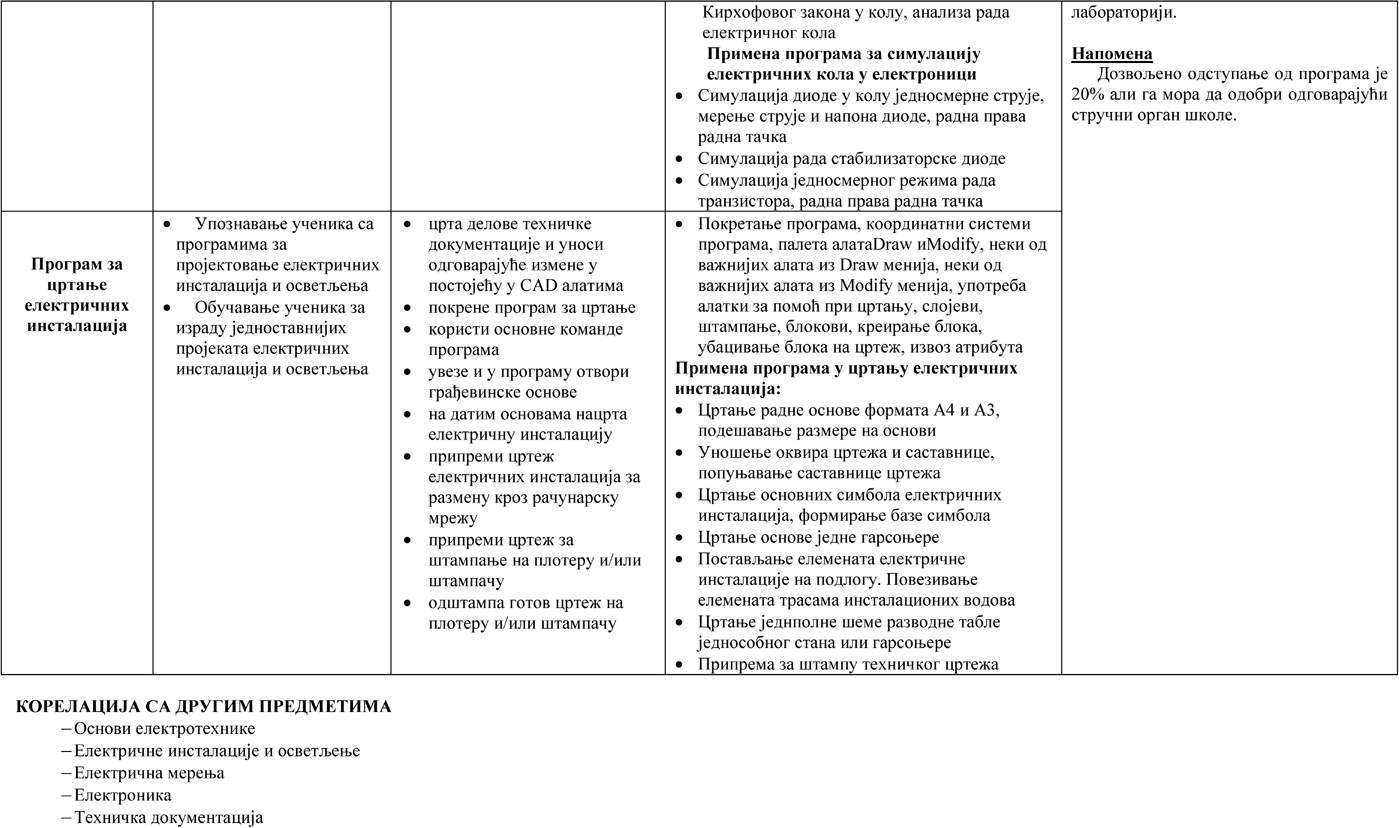 Кирхофовог закона у колу, анализа рада
електричног кола
Примена програма за симулацију
електричних кола у електроници
• Симулација диоде у колу једносмерне струје,
мерење струје и напона диоде, радна права
радна тачка
• Симулација рада стабилизаторске диоде
• Симулација једносмерног режима рада
транзистора, радна права радна тачка
лабораторији.
Напомена
Дозвољено одступање од програма је
20% али га мора да одобри одговарајући
стручни орган школе.
Програм за
цртање
електричних
инсталација
• Упознавање ученика са
програмима за
пројектовање електричних
инсталација и осветљења
• Обучавање ученика за
израду једноставнијих
пројеката електричних
инсталација и осветљења
• црта делове техничке
документације и уноси
одговарајуће измене у
постојећу у CAD алатима
• покрене програм за цртање
• користи основне команде
програма
• увезе и у програму отвори
грађевинске основе
• на датим основама нацрта
електричну инсталацију
• припреми цртеж
електричних инсталација за
размену кроз рачунарску
мрежу
• припреми цртеж за
штампање на плотеру и/или
штампачу
• одштампа готов цртеж на
плотеру и/или штампачу
• Покретање програма, координатни системи
програма, палета алатаDraw иModify, неки од
важнијих алата из Draw менија, неки од
важнијих алата из Modify менија, употреба
алатки за помоћ при цртању, слојеви,
штампање, блокови, креирање блока,
убацивање блока на цртеж, извоз атрибута
Примена програма у цртању електричних
инсталација:
• Цртање радне основе формата А4 и А3,
подешавање размере на основи
• Уношење оквира цртежа и саставнице,
попуњавање саставнице цртежа
• Цртање основних симбола електричних
инсталација, формирање базе симбола
• Цртање основе једне гарсоњере
• Постављање елемената електричне
инсталације на подлогу. Повезивање
елемената трасама инсталационих водова
• Цртање једнполне шеме разводне табле
једнособног стана или гарсоњере
• Припрема за штампу техничког цртежа
КОРЕЛАЦИЈА СА ДРУГИМ ПРЕДМЕТИМА
– Основи електротехнике
– Електричне инсталације и осветљење
– Електрична мерења
– Електроника
– Техничка документација